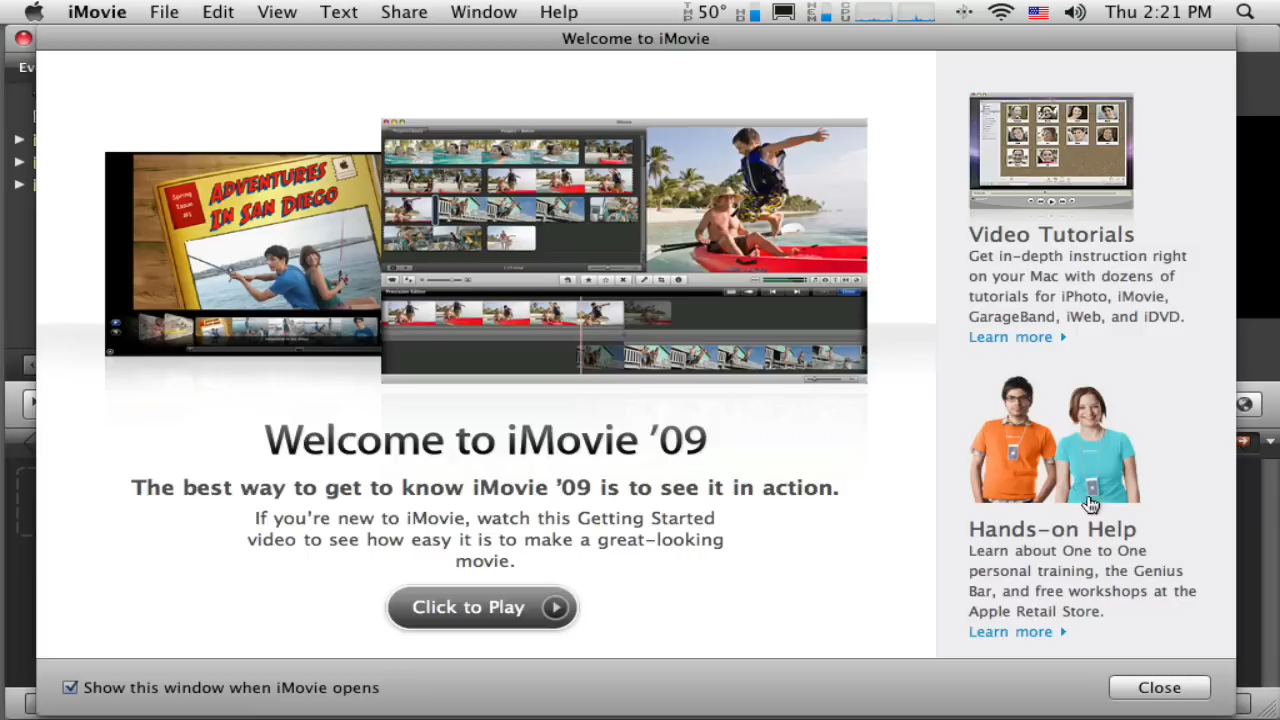 iMovie File Edit View Text Share Window Help 50° Thu 2:21 PM
Welcome to iMovie
Ev
Spring
Issue
#1
ADVENTURES
IN SAN DIEGO
Precision Editor
Welcome to iMovie ’09
The best way to get to know iMovie ’09 is to see it in action.
If you’re new to iMovie, watch this Getting Started
video to see how easy it is to make a great-looking
movie.
Click to Play
Video Tutorials
Get in-depth instruction right
on your Mac with dozens of
tutorials for iPhoto, iMovie,
GarageBand, iWeb, and iDVD.
Learn more
Hands-on Help
Learn about One to One
personal training, the Genius
Bar, and free workshops at the
Apple Retail Store.
Learn more
Show this window when iMovie opens
Close